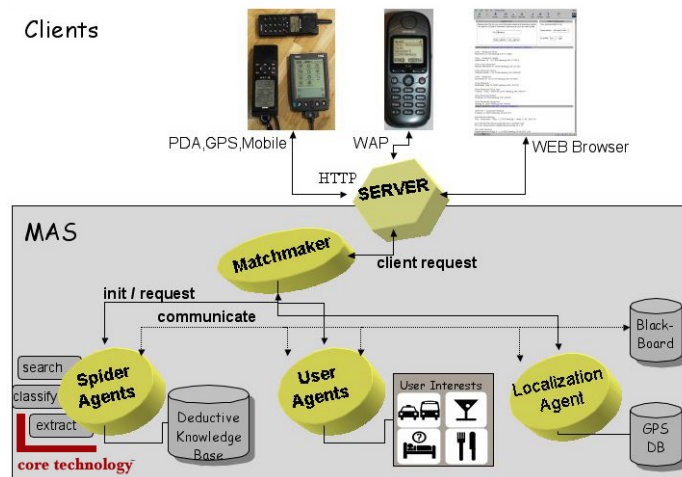 Clients
PDA,GPS,Mobile
WAP
WEB Browser
HTTP
SERVER
MAS
Matchmaker
client request
init / request
communicate
Black-
Board
search
classify
extract
Spider
Agents
User
Agents
User Interests
Localization
Agent
Deductive
Knowledge
Base
GPS
DB
core technology